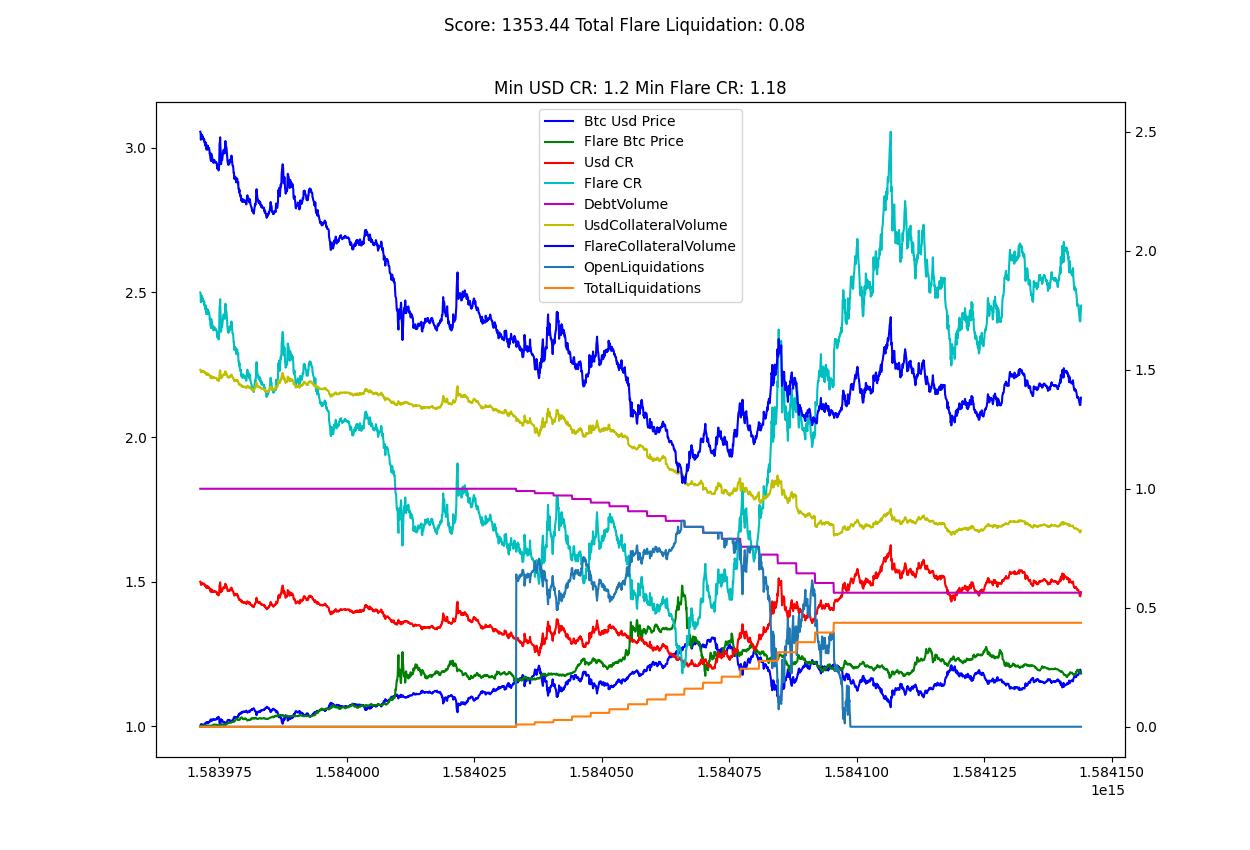 Score: 1353.44 Total Flare Liquidation: 0.08
Min USD CR: 1.2 Min Flare CR: 1.18
Btc Usd Price
Flare Btc Price
Usd CR
Flare CR
DebtVolume
UsdCollateralVolume
FlareCollateralVolume
OpenLiquidations
TotalLiquidations
3.0
2.5
2.0
1.5
1.0
2.5
2.0
1.5
1.0
0.5
0.0
1.583975 1.584000 1.584025 1.584050 1.584075 1.584100 1.584125 1.584150
1e15